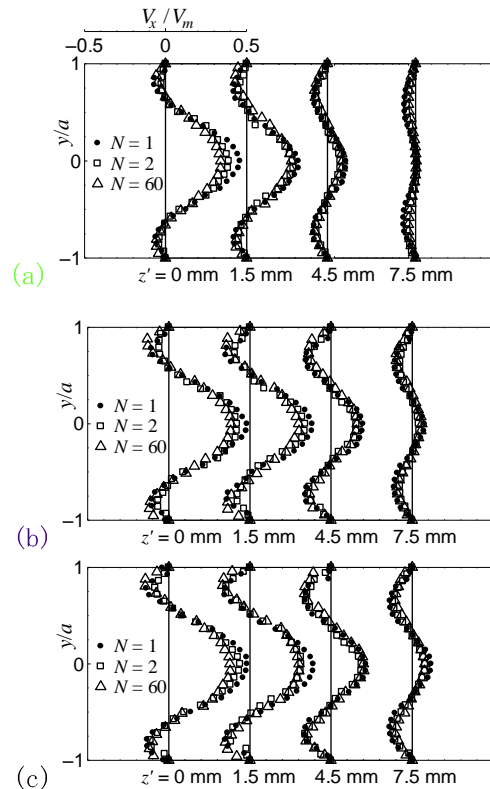 V_x / V_m
−0.5 0 0.5
1
y/a
0
−1
• N = 1
□ N = 2
△ N = 60
(a)
z' = 0 mm 1.5 mm 4.5 mm 7.5 mm
1
y/a
0
−1
• N = 1
□ N = 2
△ N = 60
(b)
z' = 0 mm 1.5 mm 4.5 mm 7.5 mm
1
y/a
0
−1
• N = 1
□ N = 2
△ N = 60
(c)
z' = 0 mm 1.5 mm 4.5 mm 7.5 mm